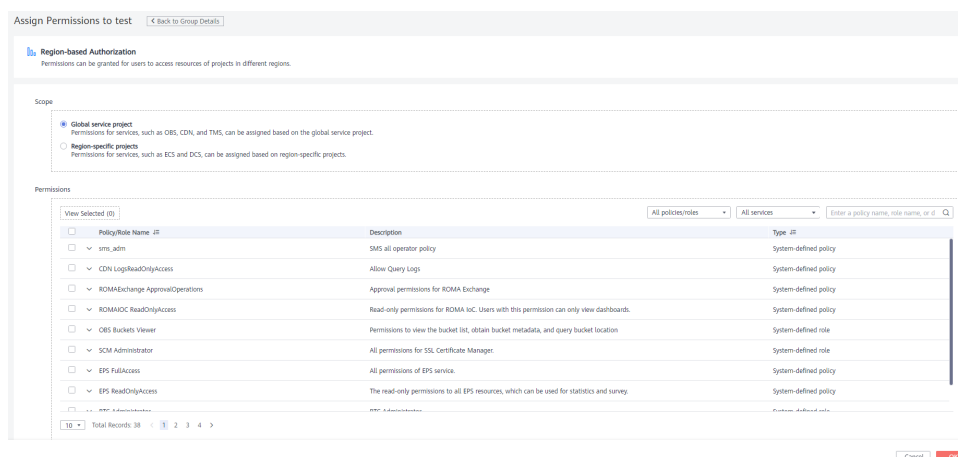 Assign Permissions to test
Back to Group Details
Region-based Authorization
Permissions can be granted for users to access resources of projects in different regions.
Scope
Global service project
Permissions for services, such as OBS, CDN, and TMS, can be assigned based on the global service project.
Region-specific projects
Permissions for services, such as ECS and DCS, can be assigned based on region-specific projects.
Permissions
View Selected (0) All policies/roles All services Enter a policy name, role name, or d
Policy/Role Name Description Type
sms_adm SMS all operator policy System-defined policy
CDN LogsReadOnlyAccess Allow Query Logs System-defined policy
ROMAExchange ApprovalOperations Approval permissions for ROMA Exchange System-defined policy
ROMAIOC ReadOnlyAccess Read-only permissions for ROMA IoC. Users with this permission can only view dashboards. System-defined policy
OBS Buckets Viewer Permissions to view the bucket list, obtain bucket metadata, and query bucket location System-defined role
SCM Administrator All permissions for SSL Certificate Manager. System-defined role
EPS FullAccess All permissions of EPS service. System-defined policy
EPS ReadOnlyAccess The read-only permissions to all EPS resources, which can be used for statistics and survey. System-defined policy
Administrator Administrator System-defined role
10 Total Records: 38 < 1 2 3 4 >
Cancel